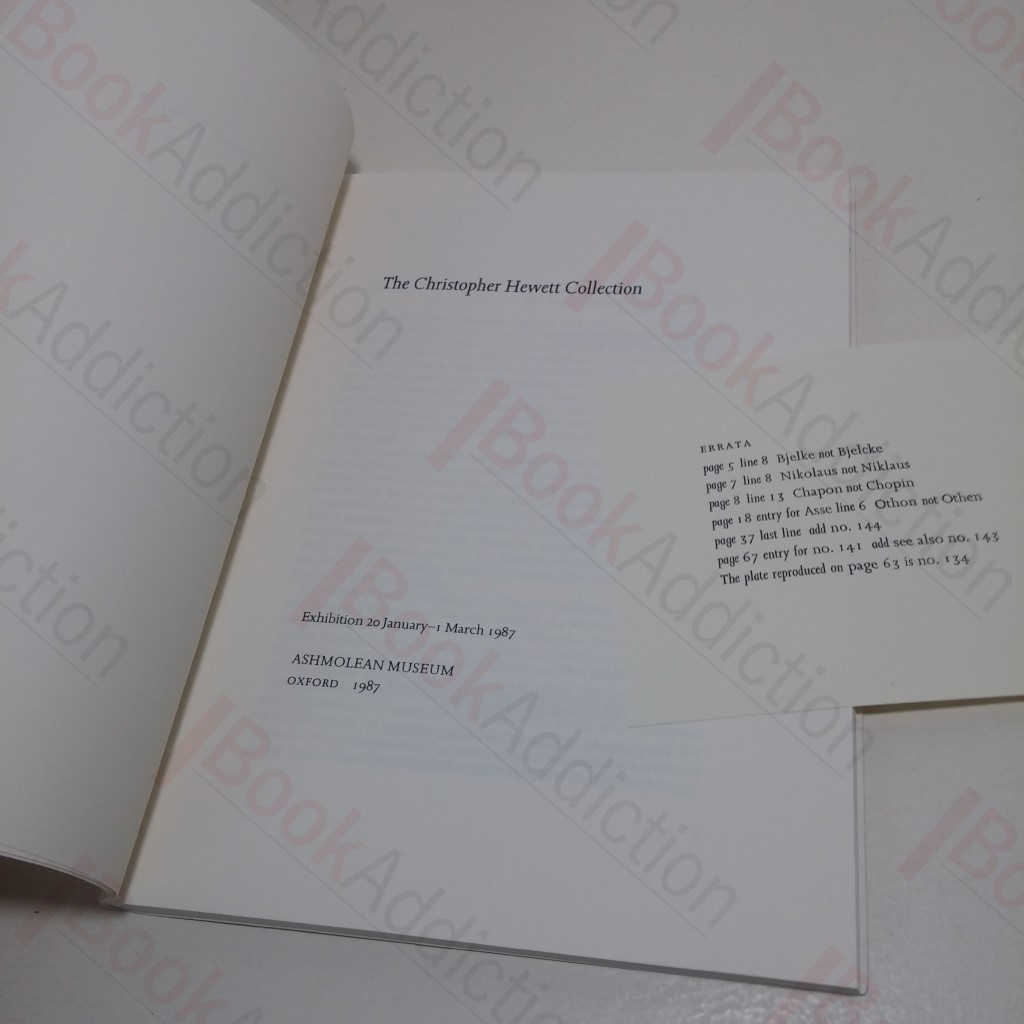 The Christopher Hewett Collection
Exhibition 20 January–1 March 1987
ASHMOLEAN MUSEUM
OXFORD 1987
ERRATA
page 5 line 8 Bjelke not Bjelcke
page 7 line 8 Nikolaus not Niklaus
page 8 line 13 Chapon not Chopin
page 18 entry for Asse line 6 Othon not Othen
page 37 last line add no. 144
page 67 entry for no. 141 add see also no. 143
The plate reproduced on page 63 is no. 134
BookAddiction